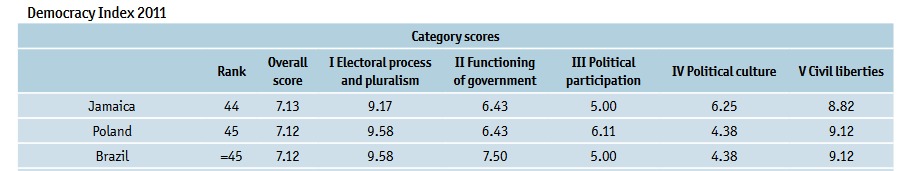 Democracy Index 2011
Category scores
Rank Overall score I Electoral process and pluralism II Functioning of government III Political participation IV Political culture V Civil liberties
Jamaica 44 7.13 9.17 6.43 5.00 6.25 8.82
Poland 45 7.12 9.58 6.43 6.11 4.38 9.12
Brazil =45 7.12 9.58 7.50 5.00 4.38 9.12